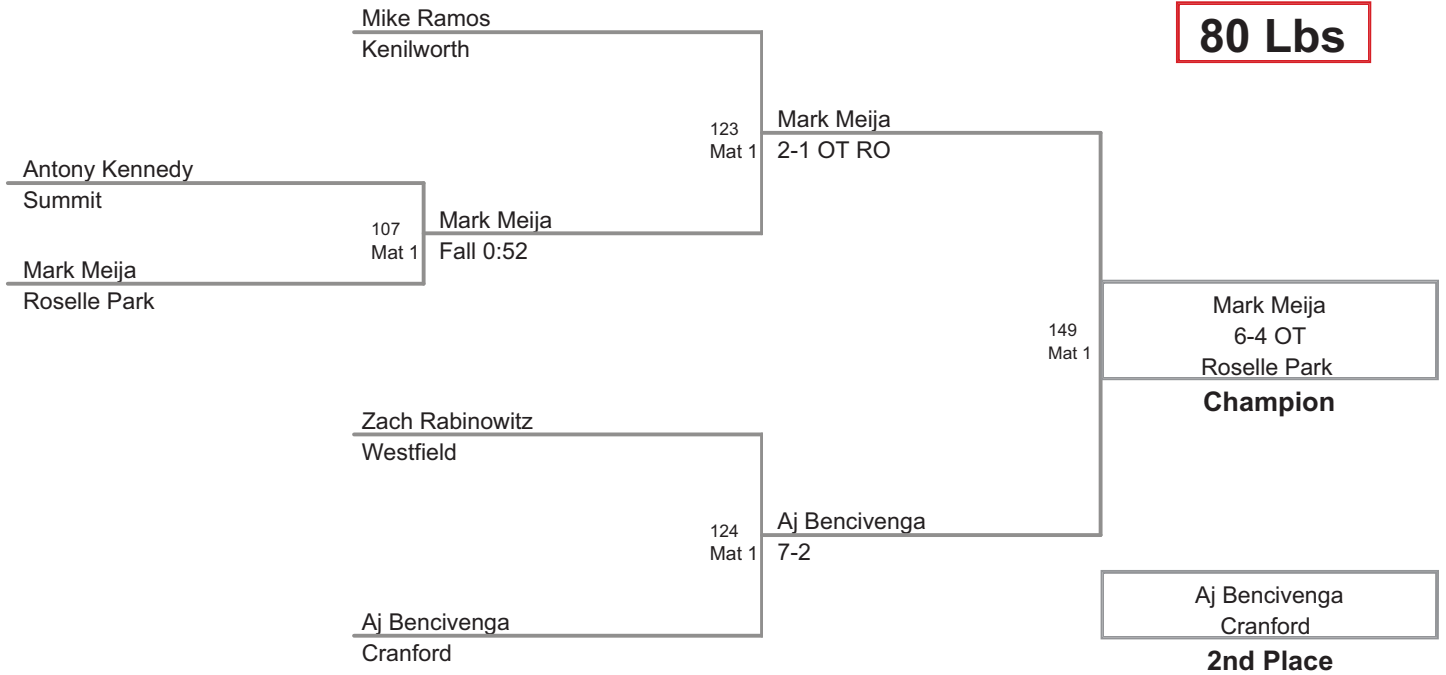 80 Lbs
Mike Ramos
Kenilworth
123
Mat 1
Mark Meija
2-1 OT RO
Antony Kennedy
Summit
107
Mat 1
Mark Meija
Fall 0:52
Mark Meija
Roselle Park
149
Mat 1
Mark Meija
6-4 OT
Roselle Park
Champion
Zach Rabinowitz
Westfield
124
Mat 1
Aj Bencivenga
7-2
Aj Bencivenga
Cranford
Aj Bencivenga
Cranford
2nd Place